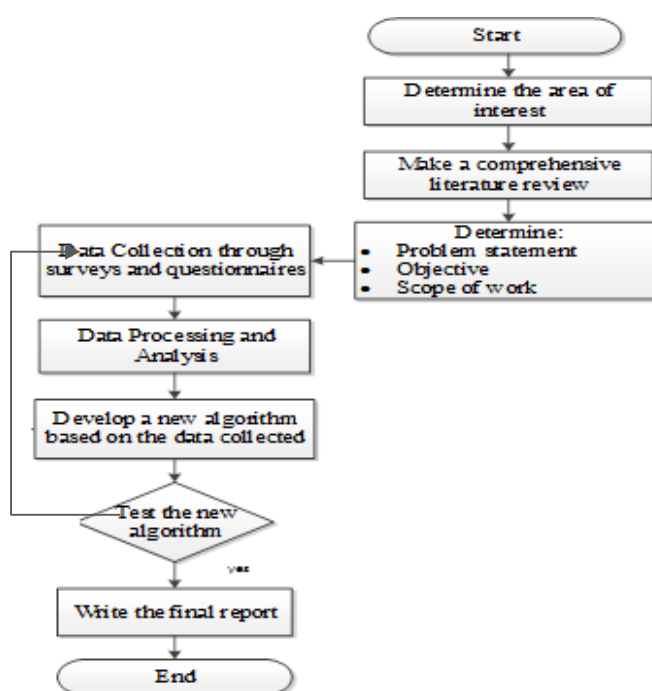 Start
Determine the area of
interest
Make a comprehensive
literature review
Determine:
• Problem statement
• Objective
• Scope of work
Data Collection through
surveys and questionnaires
Data Processing and
Analysis
Develop a new algorithm
based on the data collected
Test the new
algorithm
yes
Write the final report
End